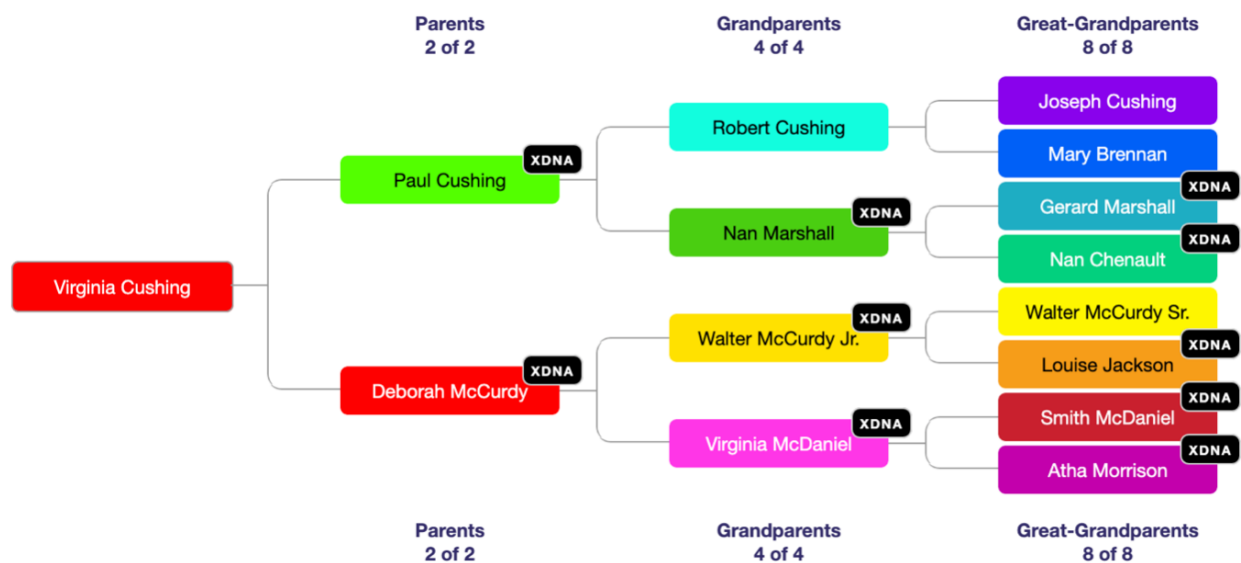 Parents
2 of 2
Grandparents
4 of 4
Great-Grandparents
8 of 8
Virginia Cushing
XDNA
Paul Cushing
XDNA
Deborah McCurdy
Robert Cushing
XDNA
Nan Marshall
XDNA
Walter McCurdy Jr.
XDNA
Virginia McDaniel
Joseph Cushing
Mary Brennan
XDNA
Gerard Marshall
XDNA
Nan Chenault
Walter McCurdy Sr.
XDNA
Louise Jackson
XDNA
Smith McDaniel
XDNA
Atha Morrison
Parents
2 of 2
Grandparents
4 of 4
Great-Grandparents
8 of 8